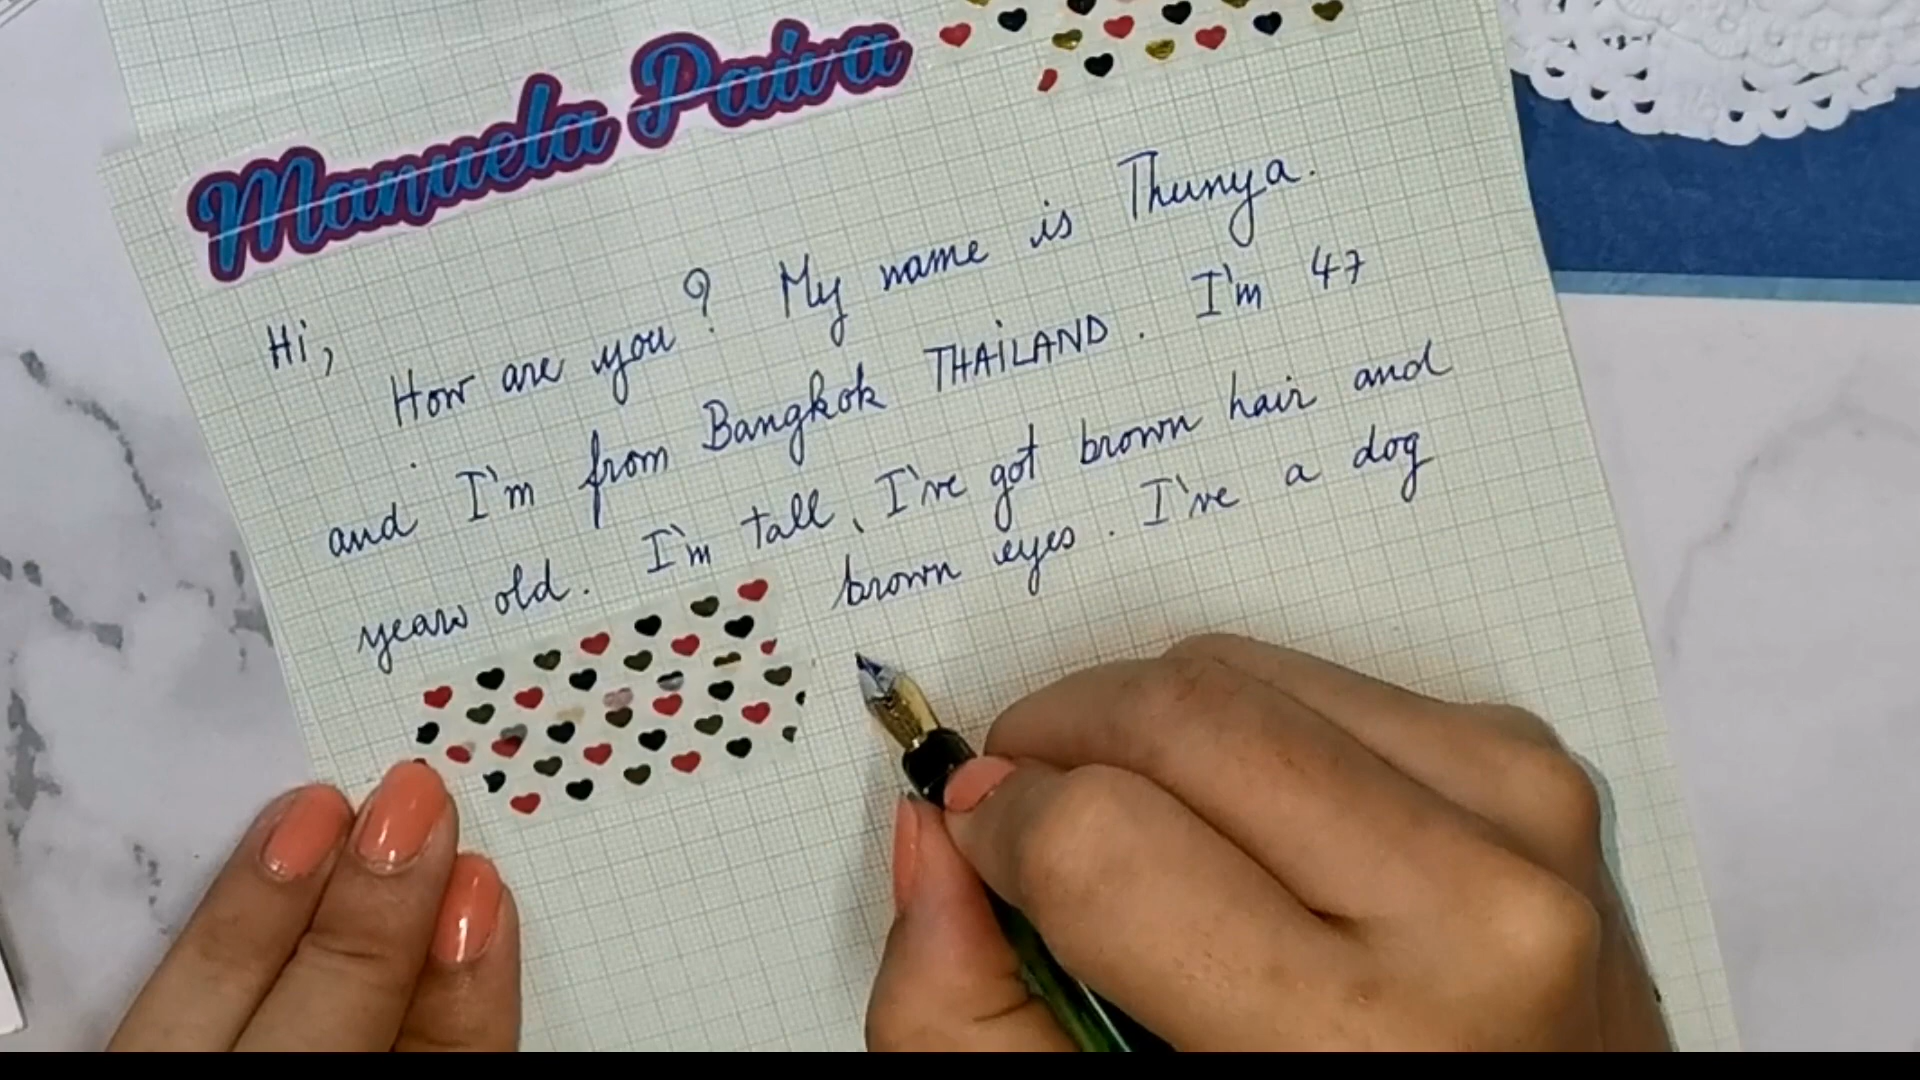 Manuela Paiva
Hi,
How are you? My name is Thunya.
and I'm from Bangkok THAiLAND. I'm 47
years old. I'm tall, I've got brown hair and
brown eyes. I've a dog